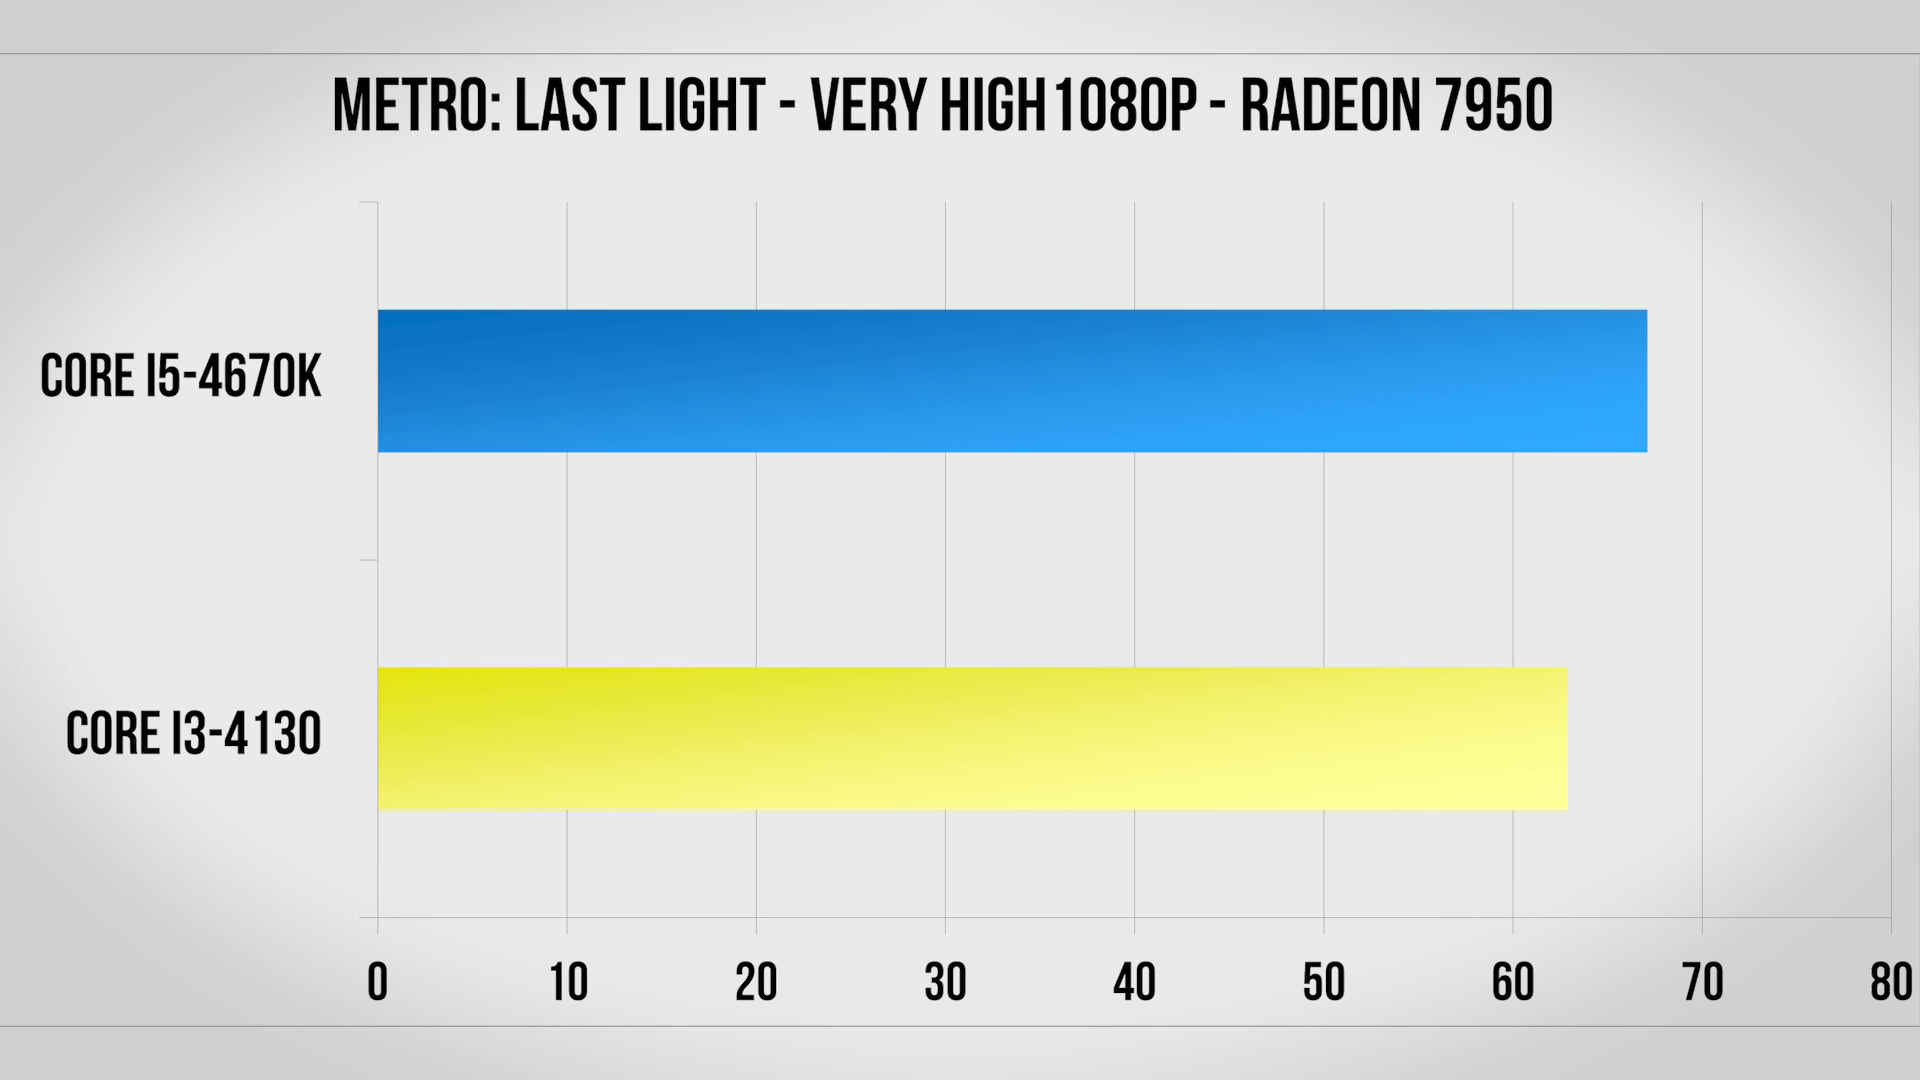 METRO: LAST LIGHT - VERY HIGH 1080P - RADEON 7950
CORE I5-4670K
CORE I3-4130
0 10 20 30 40 50 60 70 80